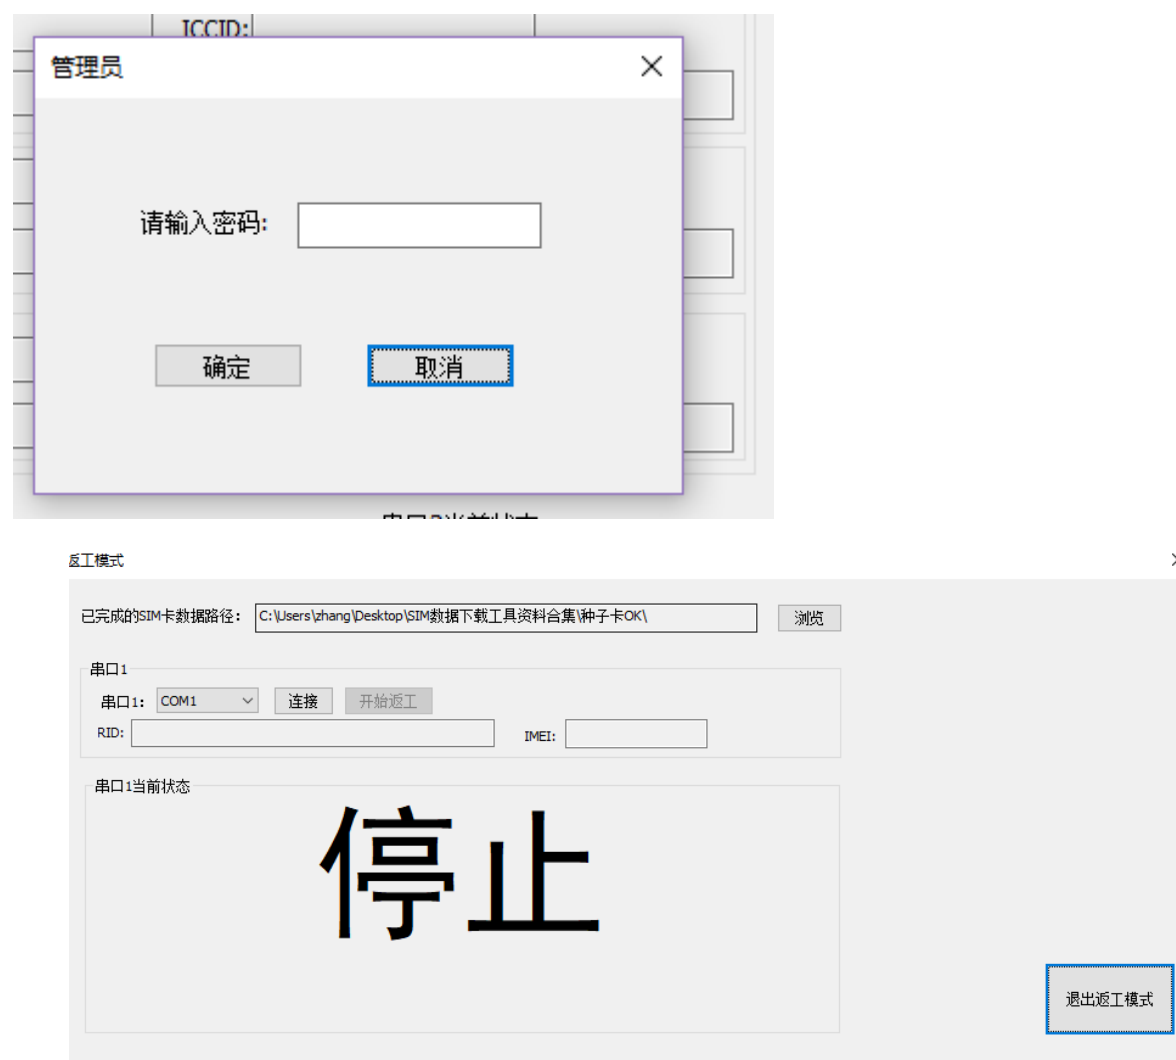 ICCID:
管理员
请输入密码:
确定 取消
返工模式
已完成的SIM卡数据路径: C:\Users\zhang\Desktop\SIM数据下载工具资料合集\种子卡OK\ 浏览
串口1
串口1: COM1 连接 开始返工
RID: IMEI:
串口1当前状态
停止
退出返工模式